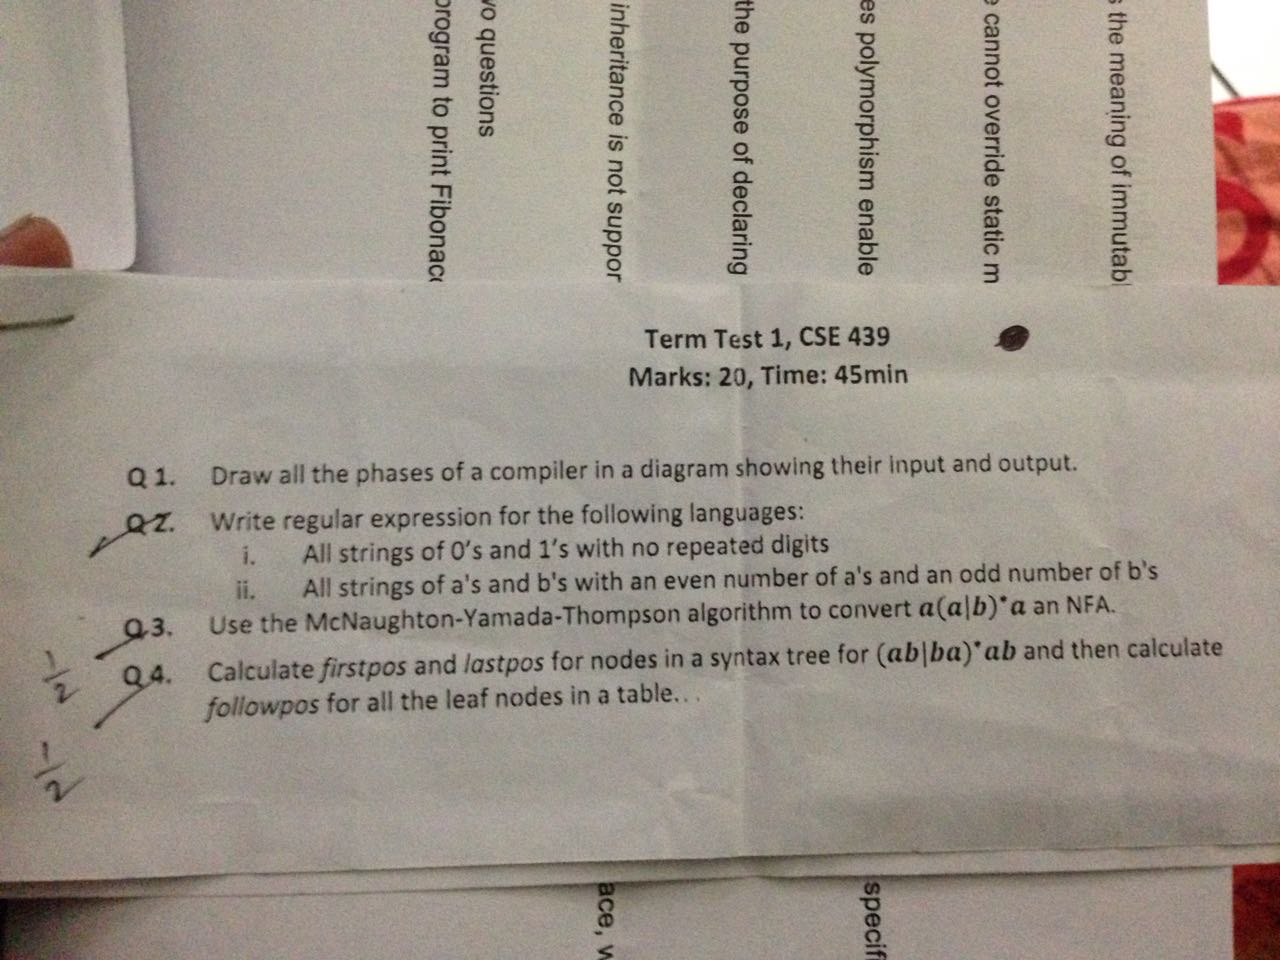 s the meaning of immutabl
e cannot override static m
es polymorphism enable
the purpose of declaring
inheritance is not suppor
vo questions
program to print Fibonacc
Term Test 1, CSE 439
Marks: 20, Time: 45min
Q 1. Draw all the phases of a compiler in a diagram showing their input and output.
Q 2. Write regular expression for the following languages:
i. All strings of 0's and 1's with no repeated digits
ii. All strings of a's and b's with an even number of a's and an odd number of b's
Q 3. Use the McNaughton-Yamada-Thompson algorithm to convert a(a|b)*a an NFA.
Q 4. Calculate firstpos and lastpos for nodes in a syntax tree for (ab|ba)*ab and then calculate
followpos for all the leaf nodes in a table...
1/2
1/2
specifi
ace, w